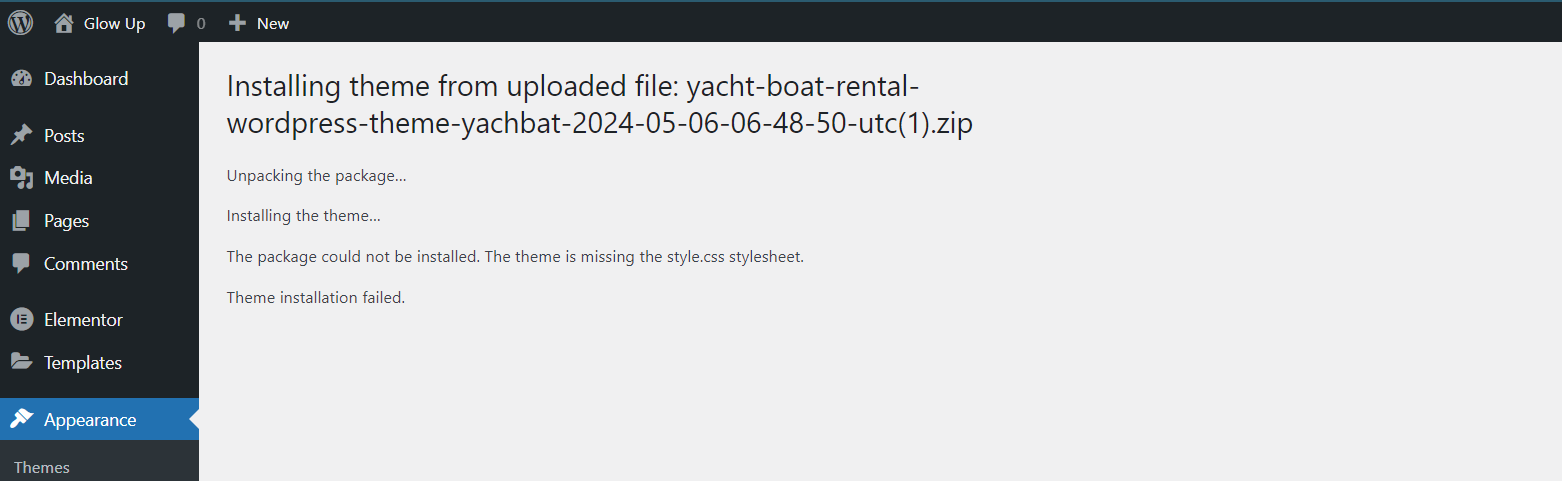 Glow Up 0 New
Dashboard
Posts
Media
Pages
Comments
Elementor
Templates
Appearance
Themes
Installing theme from uploaded file: yacht-boat-rental-
wordpress-theme-yachbat-2024-05-06-06-48-50-utc(1).zip
Unpacking the package…
Installing the theme…
The package could not be installed. The theme is missing the style.css stylesheet.
Theme installation failed.